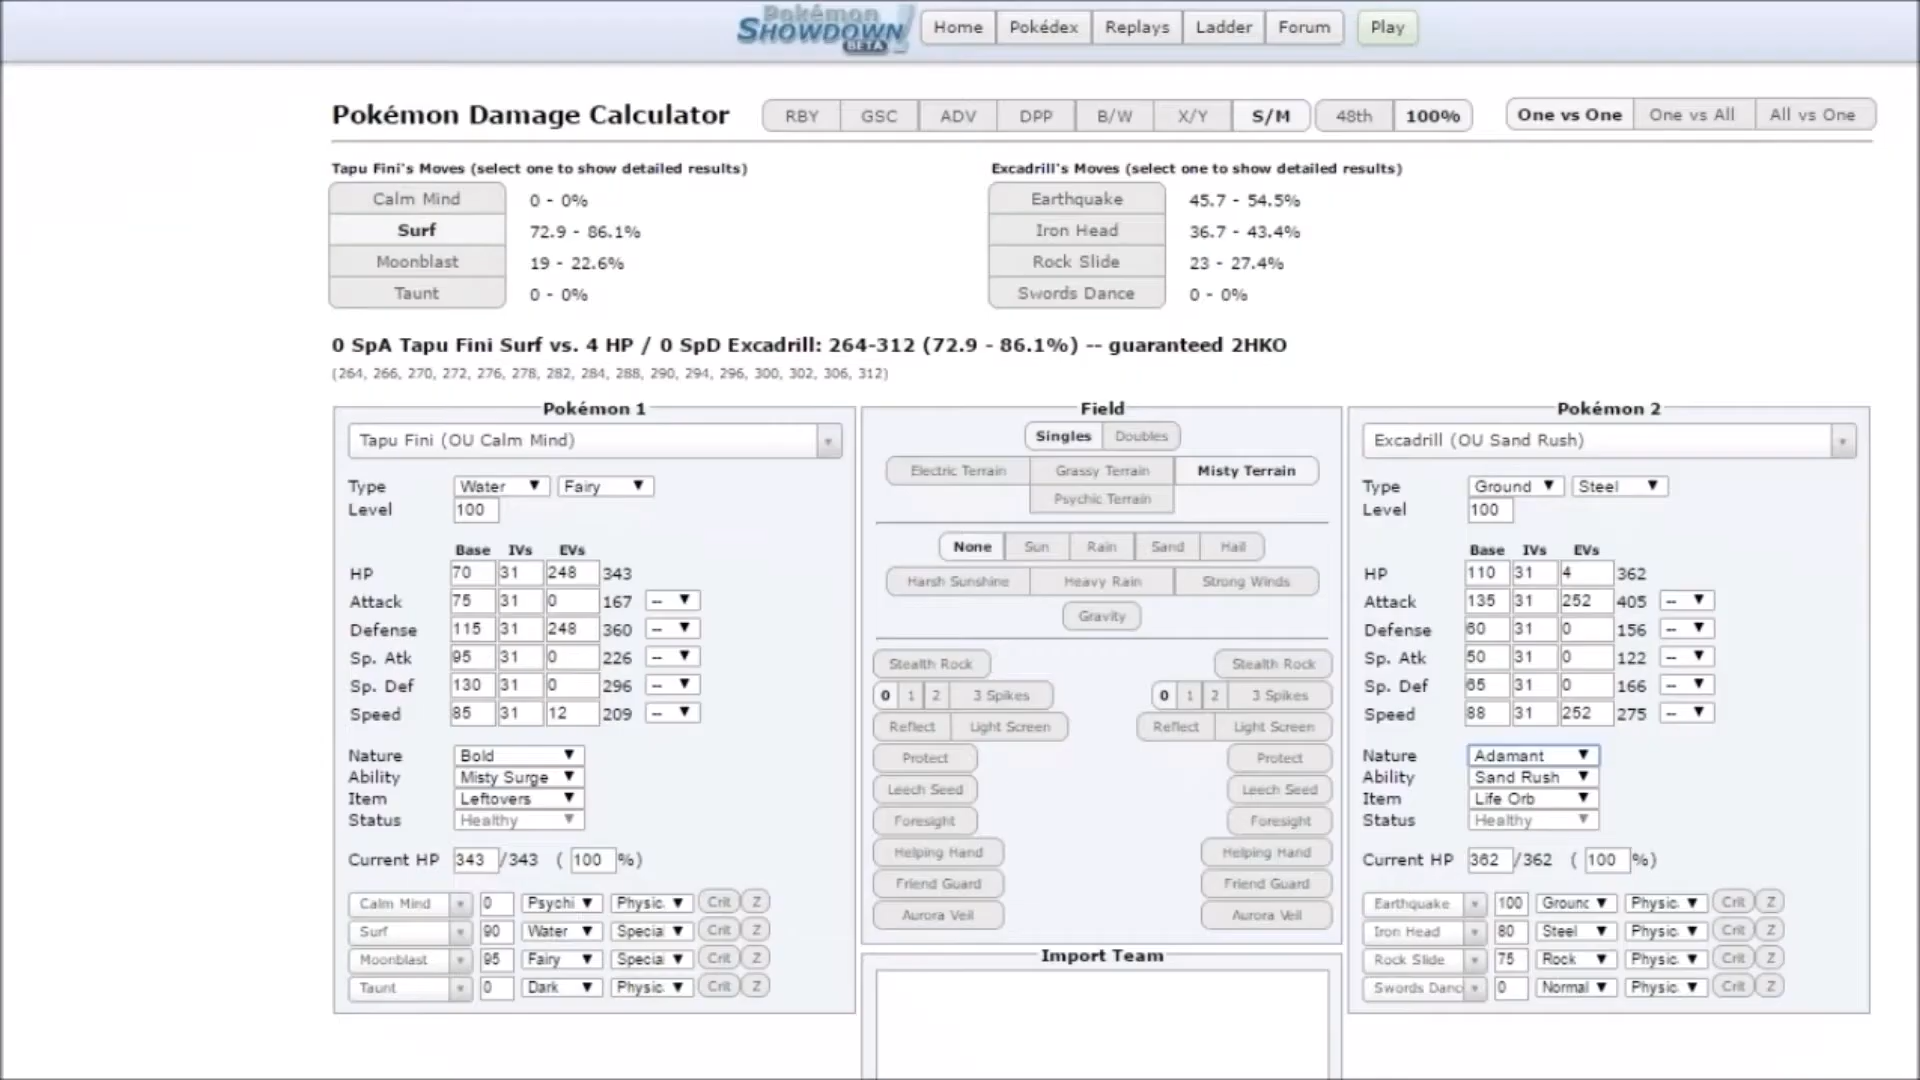 Pokémon SHOWDOWN BETA Home Pokédex Replays Ladder Forum Play
Pokémon Damage Calculator RBY GSC ADV DPP B/W X/Y S/M 48th 100% One vs One One vs All All vs One
Tapu Fini's Moves (select one to show detailed results) Excadrill's Moves (select one to show detailed results)
Calm Mind 0 - 0% Earthquake 45.7 - 54.5%
Surf 72.9 - 86.1% Iron Head 36.7 - 43.4%
Moonblast 19 - 22.6% Rock Slide 23 - 27.4%
Taunt 0 - 0% Swords Dance 0 - 0%
0 SpA Tapu Fini Surf vs. 4 HP / 0 SpD Excadrill: 264-312 (72.9 - 86.1%) -- guaranteed 2HKO
(264, 266, 270, 272, 276, 278, 282, 284, 288, 290, 294, 296, 300, 302, 306, 312)
Pokémon 1
Tapu Fini (OU Calm Mind)
Type Water Fairy
Level 100
Base IVs EVs
HP 70 31 248 343
Attack 75 31 0 167 --
Defense 115 31 248 360 --
Sp. Atk 95 31 0 226 --
Sp. Def 130 31 0 296 --
Speed 85 31 12 209 --
Nature Bold
Ability Misty Surge
Item Leftovers
Status Healthy
Current HP 343 /343 ( 100 %)
Calm Mind 0 Psychi Physic Crit Z
Surf 90 Water Specia Crit Z
Moonblast 95 Fairy Specia Crit Z
Taunt 0 Dark Physic Crit Z
Field
Singles Doubles
Electric Terrain Grassy Terrain Misty Terrain
Psychic Terrain
None Sun Rain Sand Hail
Harsh Sunshine Heavy Rain Strong Winds
Gravity
Stealth Rock Stealth Rock
0 1 2 3 Spikes 0 1 2 3 Spikes
Reflect Light Screen Reflect Light Screen
Protect Protect
Leech Seed Leech Seed
Foresight Foresight
Helping Hand Helping Hand
Friend Guard Friend Guard
Aurora Veil Aurora Veil
Import Team
Pokémon 2
Excadrill (OU Sand Rush)
Type Ground Steel
Level 100
Base IVs EVs
HP 110 31 4 362
Attack 135 31 252 405 --
Defense 60 31 0 156 --
Sp. Atk 50 31 0 122 --
Sp. Def 65 31 0 166 --
Speed 88 31 252 275 --
Nature Adamant
Ability Sand Rush
Item Life Orb
Status Healthy
Current HP 362 /362 ( 100 %)
Earthquake 100 Grounc Physic Crit Z
Iron Head 80 Steel Physic Crit Z
Rock Slide 75 Rock Physic Crit Z
Swords Danc 0 Normal Physic Crit Z